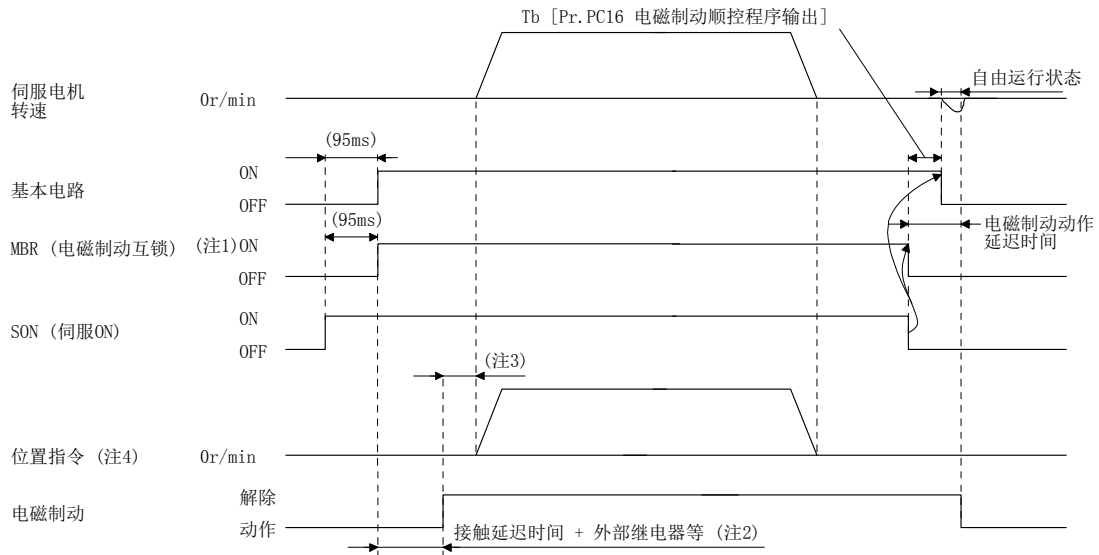 Tb [Pr.PC16 电磁制动顺控程序输出]
自由运行状态
伺服电机
转速
0r/min
(95ms)
基本电路
ON
OFF
(95ms)
电磁制动动作
延迟时间
MBR (电磁制动互锁) (注1)
ON
OFF
SON (伺服ON)
ON
OFF
(注3)
位置指令 (注4)
0r/min
电磁制动
解除
动作
接触延迟时间 + 外部继电器等 (注2)